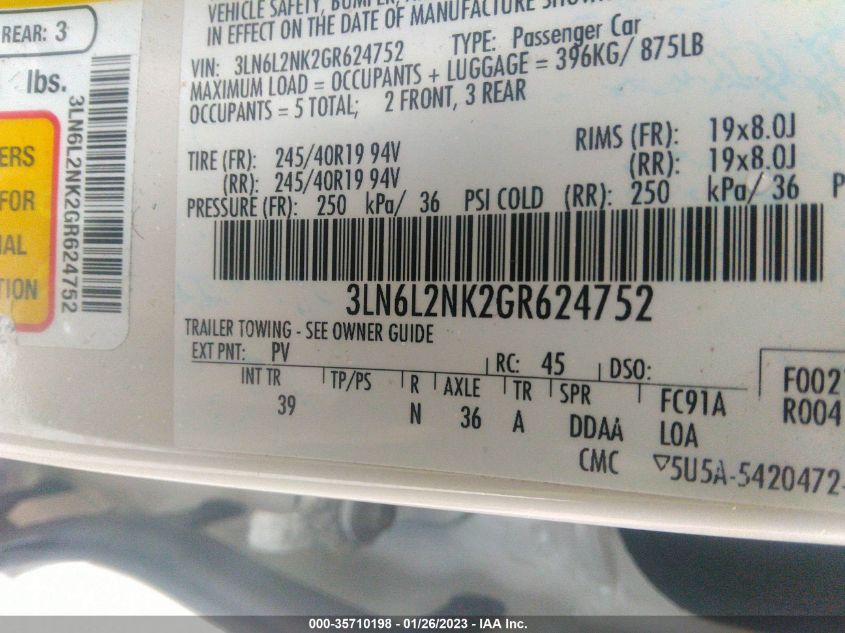 REAR: 3
lbs.
3LN6L2NK2GR624752
ERS
FOR
IAL
TION
VEHICLE SAFETY, BUMPER,
IN EFFECT ON THE DATE OF MANUFACTURE SHOWN
VIN: 3LN6L2NK2GR624752 TYPE: Passenger Car
MAXIMUM LOAD = OCCUPANTS + LUGGAGE = 396KG/ 875LB
OCCUPANTS = 5 TOTAL; 2 FRONT, 3 REAR
TIRE (FR): 245/40R19 94V RIMS (FR): 19x8.0J
(RR): 245/40R19 94V (RR): 19x8.0J
PRESSURE (FR): 250 kPa/ 36 PSI COLD (RR): 250 kPa/ 36 P
3LN6L2NK2GR624752
TRAILER TOWING - SEE OWNER GUIDE
EXT PNT: PV RC: 45 DSO:
INT TR TP/PS R AXLE TR SPR FC91A F002
39 N 36 A DDAA LOA R004
CMC ▽5U5A-5420472-
000-35710198 - 01/26/2023 - IAA Inc.